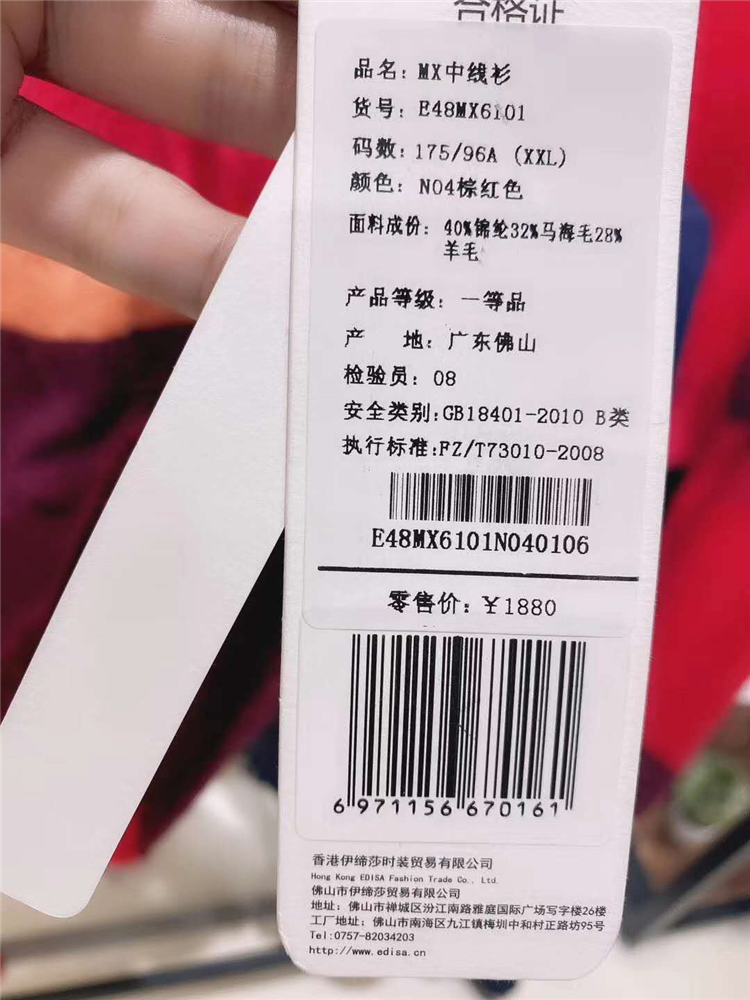 合格证
品名: MX中线衫
货号: E48MX6101
码数: 175/96A (XXL)
颜色: N04棕红色
面料成份: 40%锦纶32%马海毛28%
羊毛
产品等级: 一等品
产 地: 广东佛山
检验员: 08
安全类别:GB18401-2010 B类
执行标准:FZ/T73010-2008
E48MX6101N040106
零售价: ¥1880
6 971156 670161
香港伊缔莎时装贸易有限公司
Hong Kong EDISA Fashion Trade Co., Ltd.
佛山市伊缔莎贸易有限公司
地址: 佛山市禅城区汾江南路雅庭国际广场写字楼26楼
工厂地址: 佛山市南海区九江镇梅圳中和村正路坊95号
Tel:0757-82034203
http://www.edisa.cn